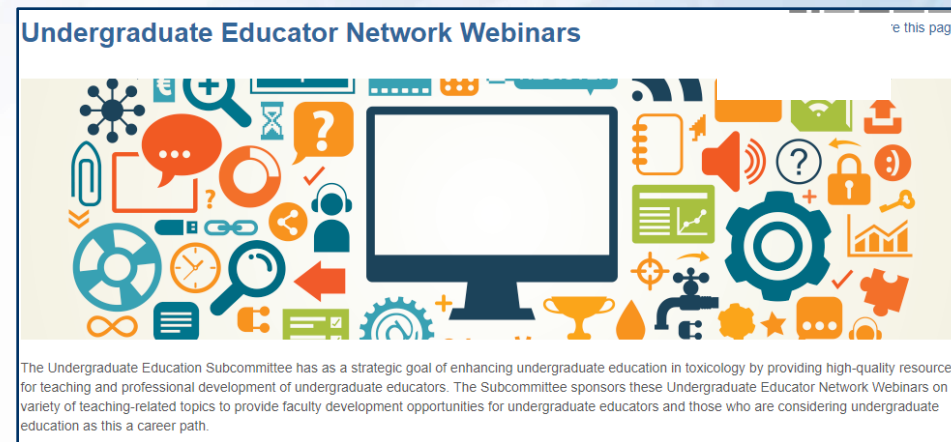 Undergraduate Educator Network Webinars
this pag
The Undergraduate Education Subcommittee has as a strategic goal of enhancing undergraduate education in toxicology by providing high-quality resource
for teaching and professional development of undergraduate educators. The Subcommittee sponsors these Undergraduate Educator Network Webinars on
variety of teaching-related topics to provide faculty development opportunities for undergraduate educators and those who are considering undergraduate
education as this a career path.